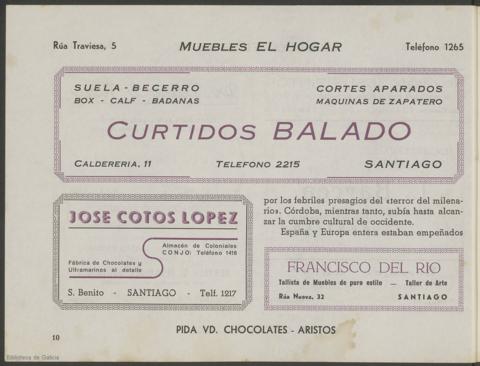 Rúa Traviesa, 5 MUEBLES EL HOGAR Teléfono 1265
SUELA - BECERRO CORTES APARADOS
BOX - CALF - BADANAS MAQUINAS DE ZAPATERO
CURTIDOS BALADO
CALDERERIA, 11 TELEFONO 2215 SANTIAGO
JOSE COTOS LOPEZ
Almacén de Coloniales
CONJO: Teléfono 1416
Fábrica de Chocolates y
Ultramarinos al detalle
S. Benito - SANTIAGO - Telf. 1217
por los febriles presagios del «terror del milena-
rio». Córdoba, mientras tanto, subía hasta alcan-
zar la cumbre cultural de occidente.
España y Europa entera estaban empeñados
FRANCISCO DEL RIO
Tallista de Muebles de puro estilo — Taller de Arte
Rúa Nueva, 32 SANTIAGO
PIDA VD. CHOCOLATES - ARISTOS
10
Biblioteca de Galicia